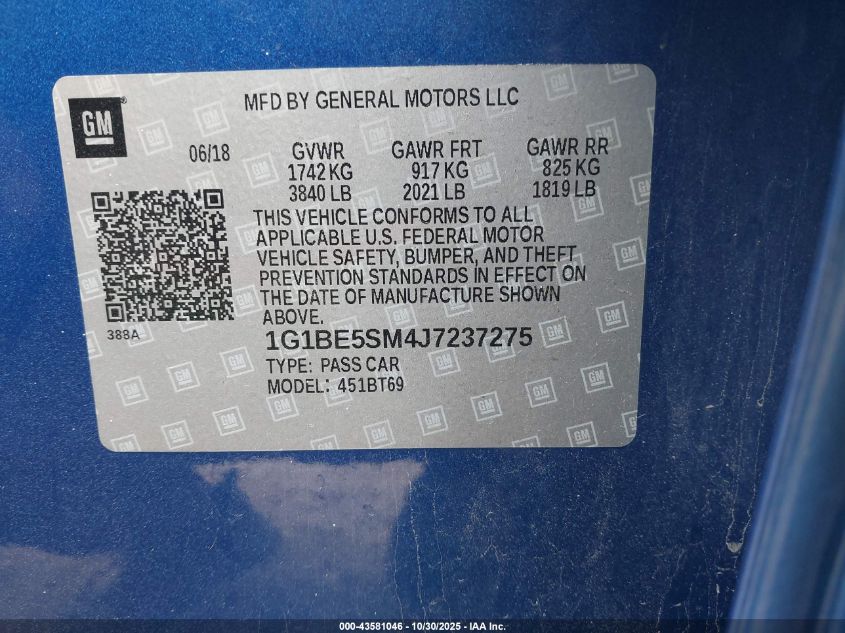 MFD BY GENERAL MOTORS LLC
GM
06/18
GVWR GAWR FRT GAWR RR
1742 KG 917 KG 825 KG
3840 LB 2021 LB 1819 LB
THIS VEHICLE CONFORMS TO ALL
APPLICABLE U.S. FEDERAL MOTOR
VEHICLE SAFETY, BUMPER, AND THEFT
PREVENTION STANDARDS IN EFFECT ON
THE DATE OF MANUFACTURE SHOWN
ABOVE.
388A
1G1BE5SM4J7237275
TYPE: PASS CAR
MODEL: 451BT69
000-43581046 - 10/30/2025 - IAA Inc.